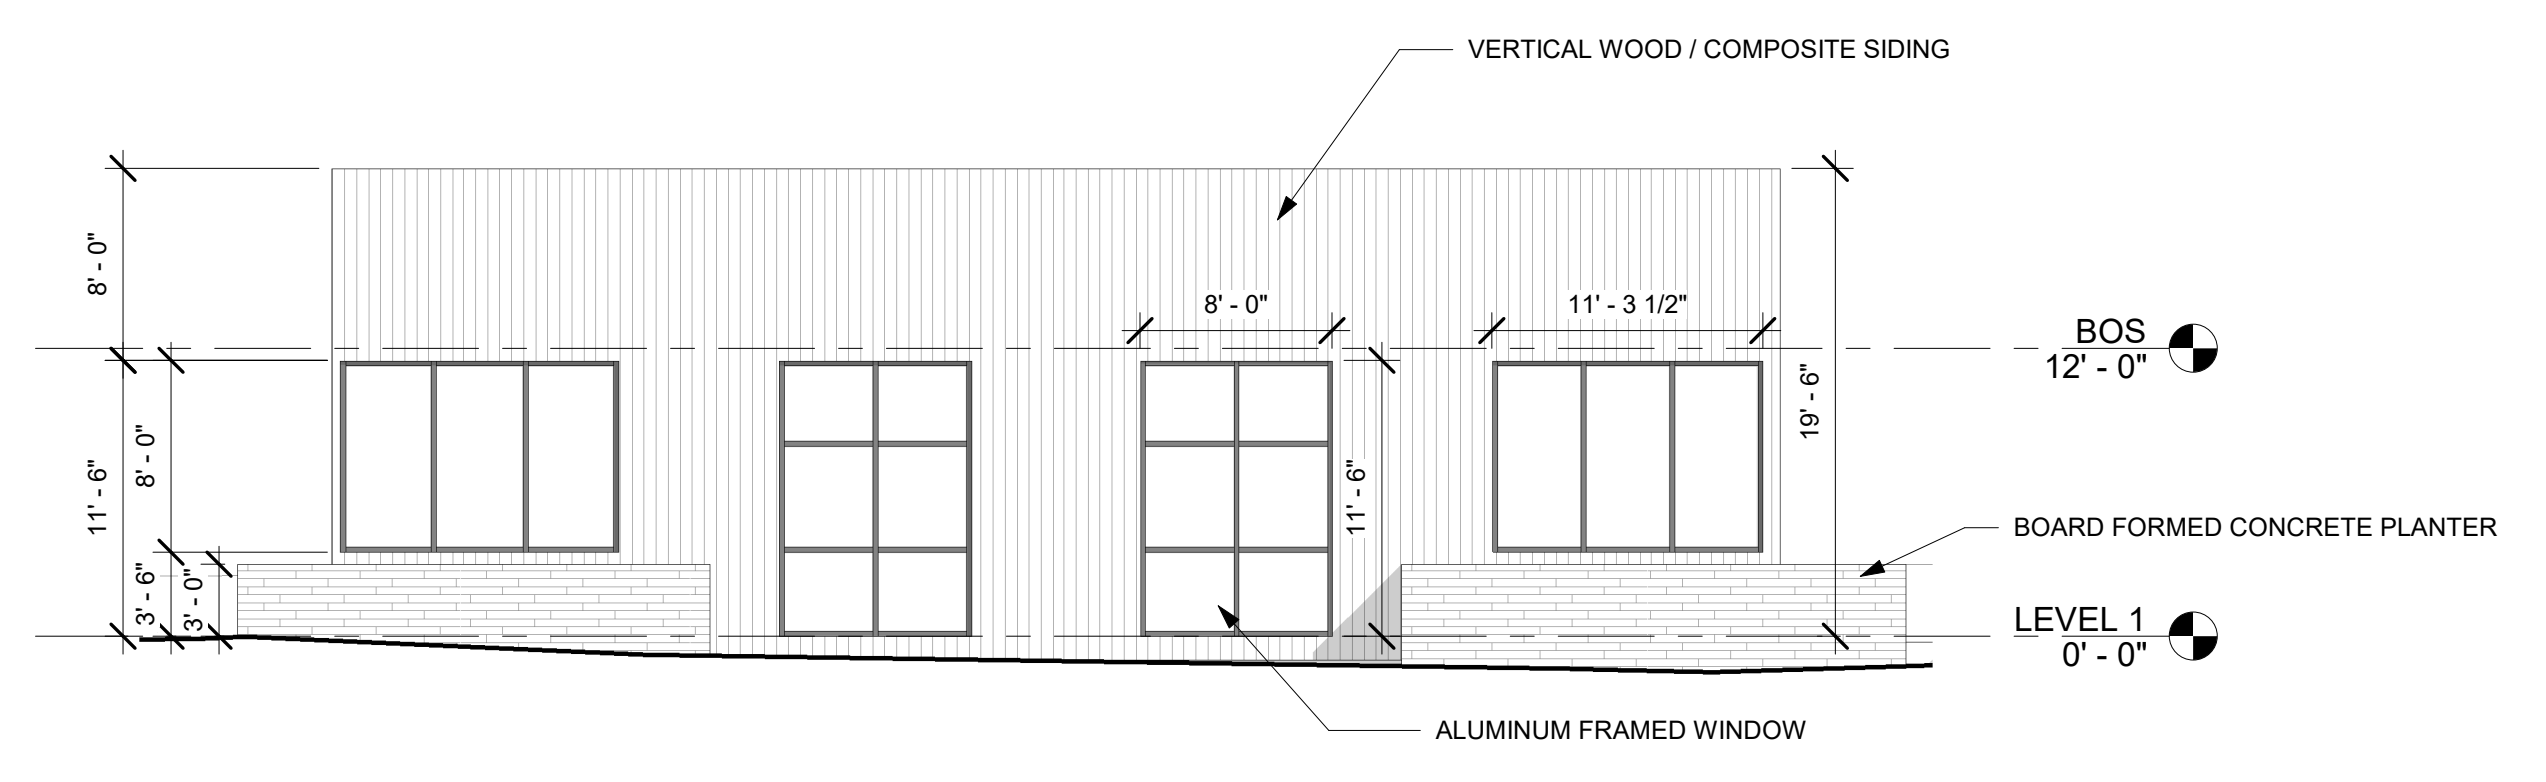 VERTICAL WOOD / COMPOSITE SIDING
8' - 0"
8' - 0"
11' - 3 1/2"
BOS
12' - 0"
19' - 6"
8' - 0"
11' - 6"
11' - 6"
BOARD FORMED CONCRETE PLANTER
3' - 6"
3' - 0"
LEVEL 1
0' - 0"
ALUMINUM FRAMED WINDOW